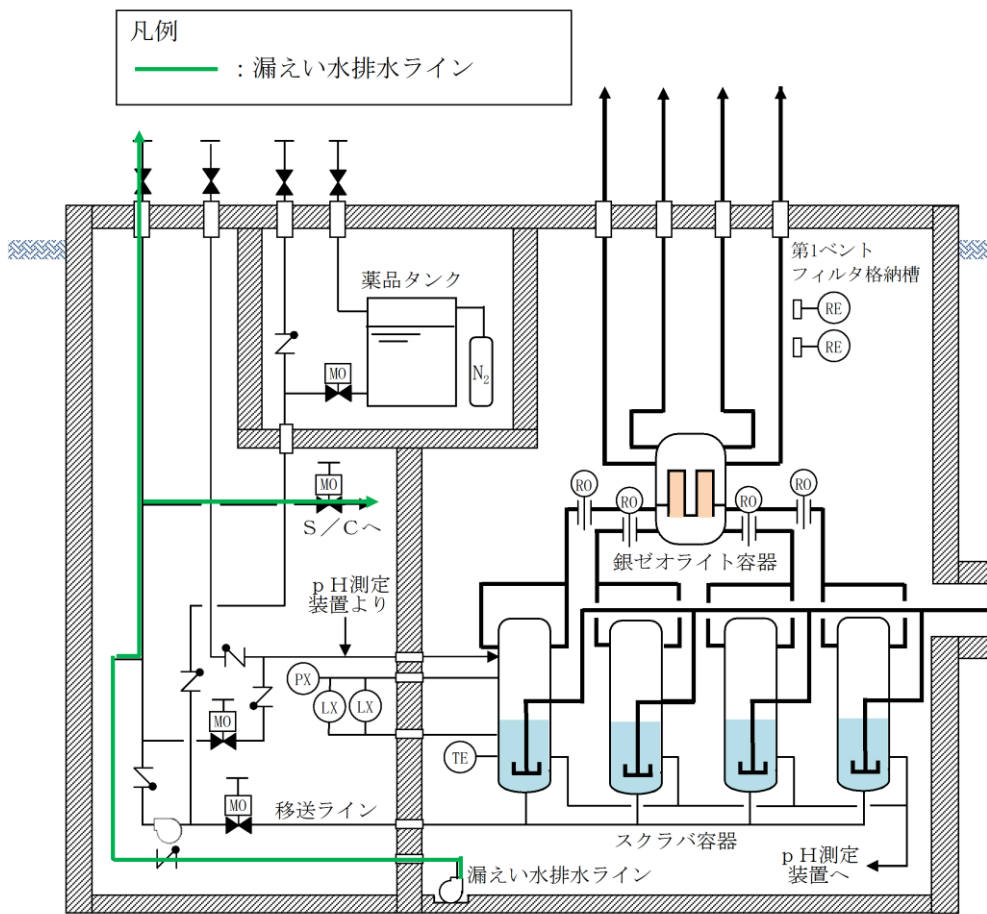 凡例
：漏えい水排水ライン
第1ベント
フィルタ格納槽
RE
RE
薬品タンク
MO
N₂
MO
S／Cへ
RO
RO
RO
RO
銀ゼオライト容器
ｐH測定
装置より
PX
LX
LX
MO
TE
MO
移送ライン
スクラバ容器
ｐH測定
装置へ
漏えい水排水ライン